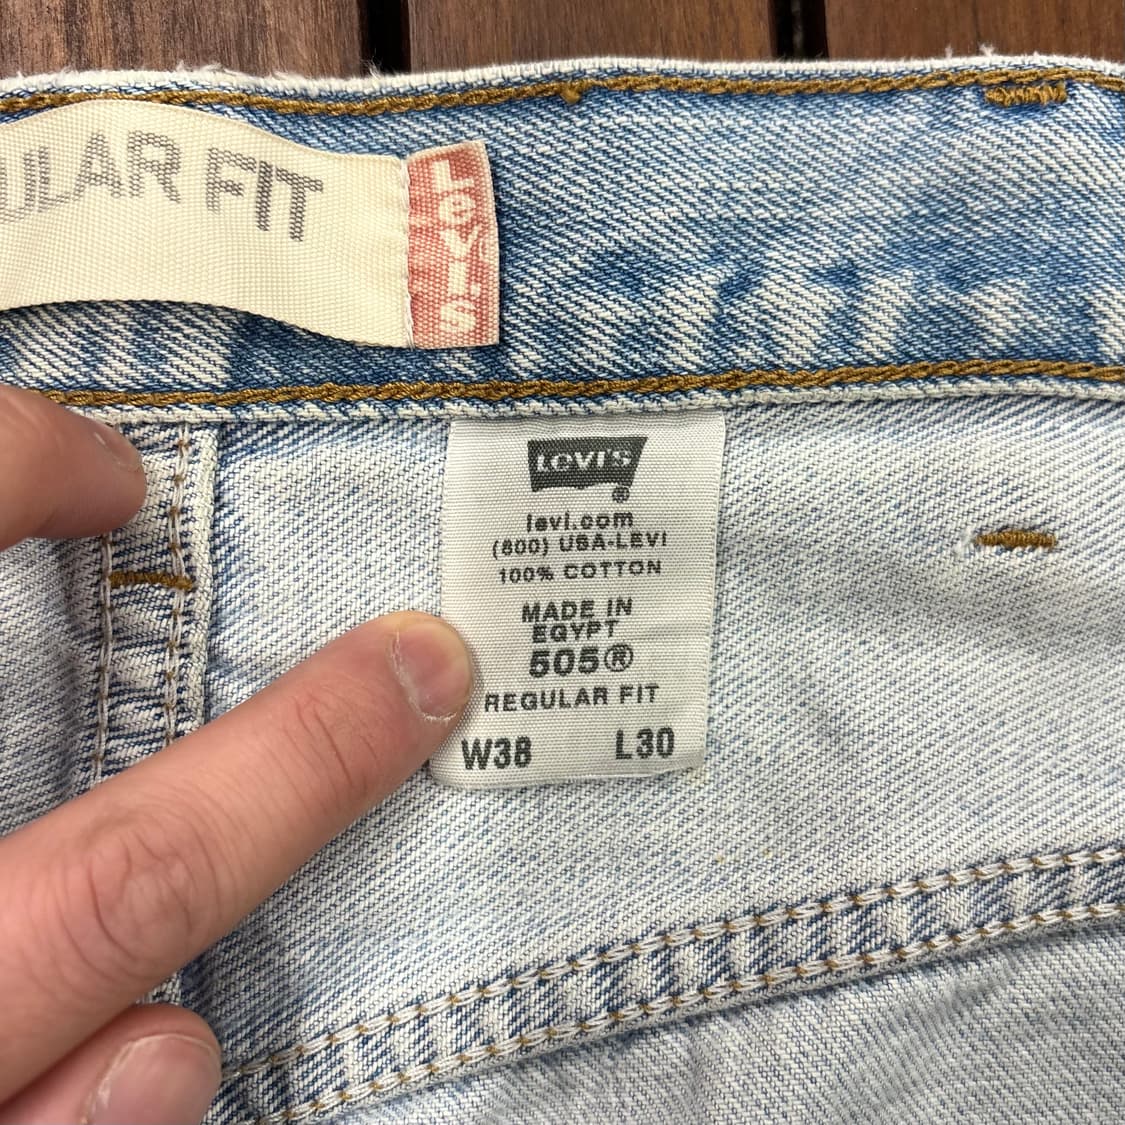 ULAR FIT
Levi's
Levi's
®
levi.com
(800) USA-LEVI
100% COTTON
MADE IN
EGYPT
505®
REGULAR FIT
W38 L30